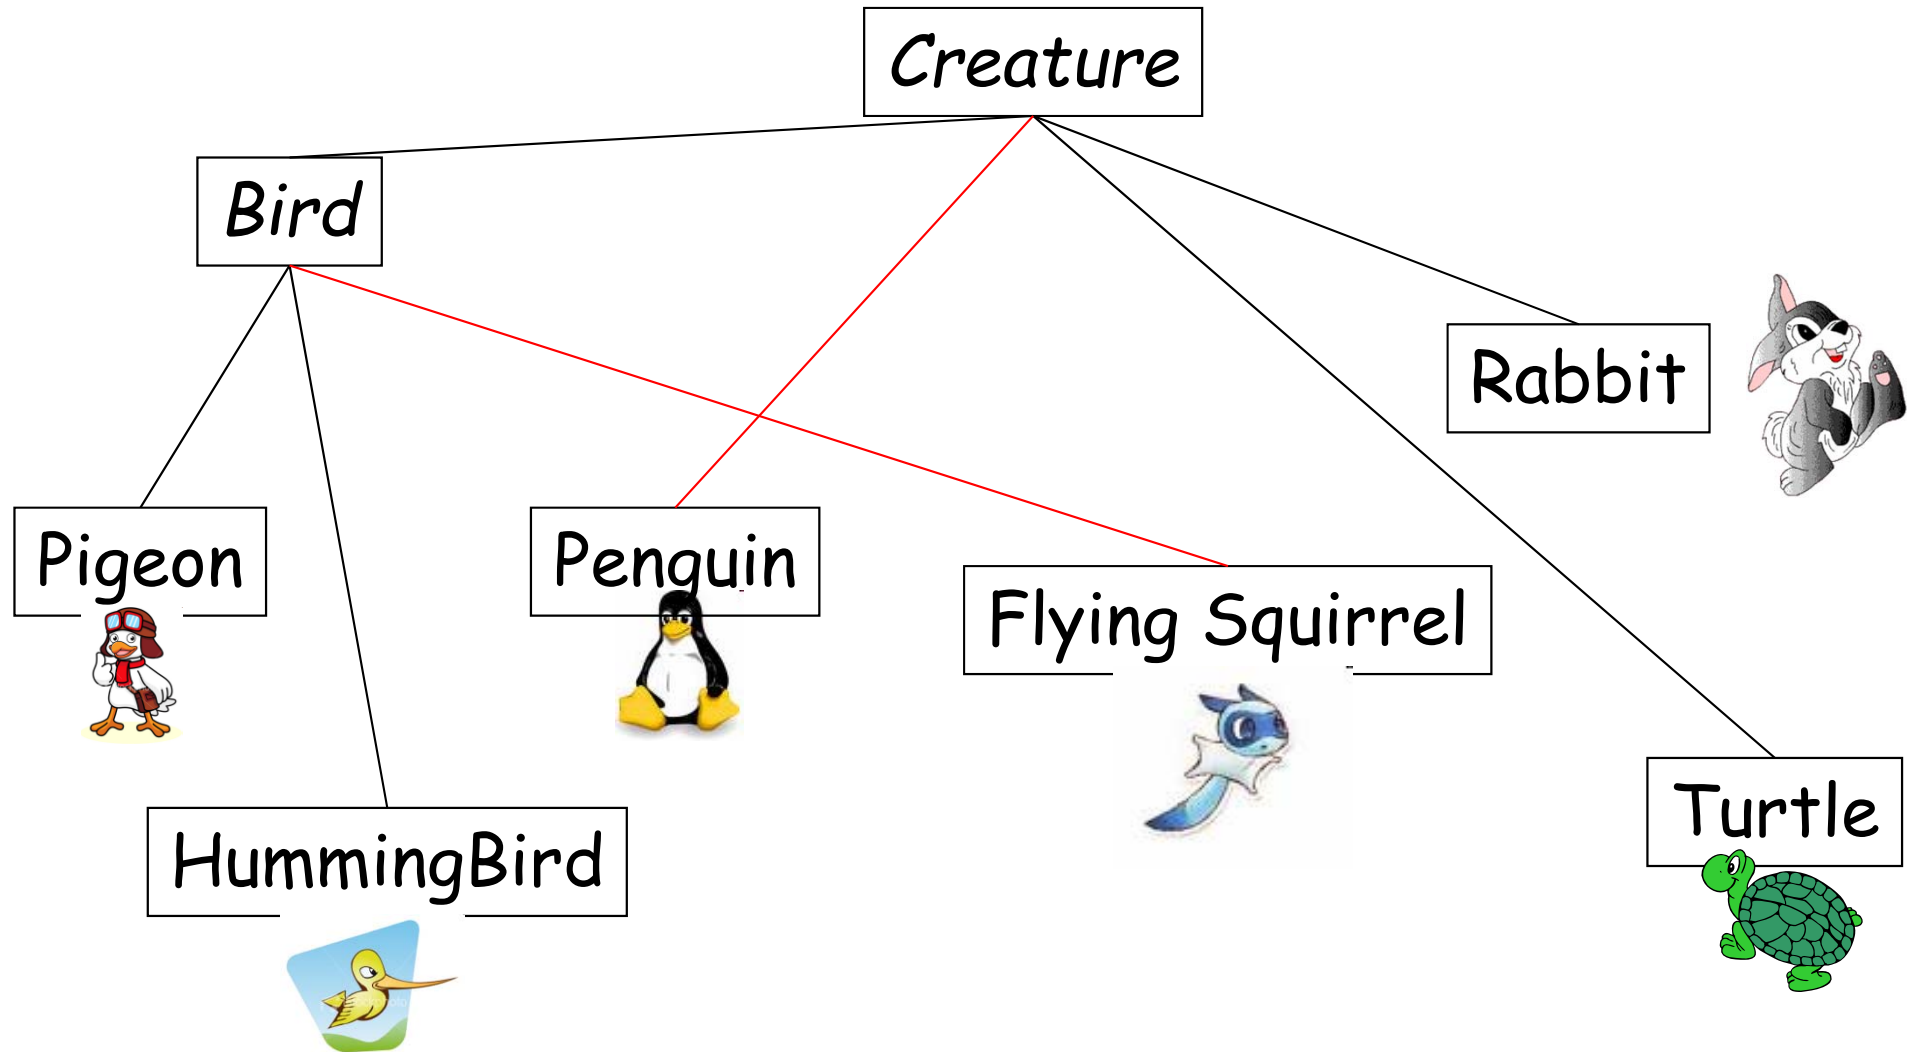 Creature
Bird
Rabbit
Pigeon
Penguin
Flying Squirrel
Turtle
HummingBird